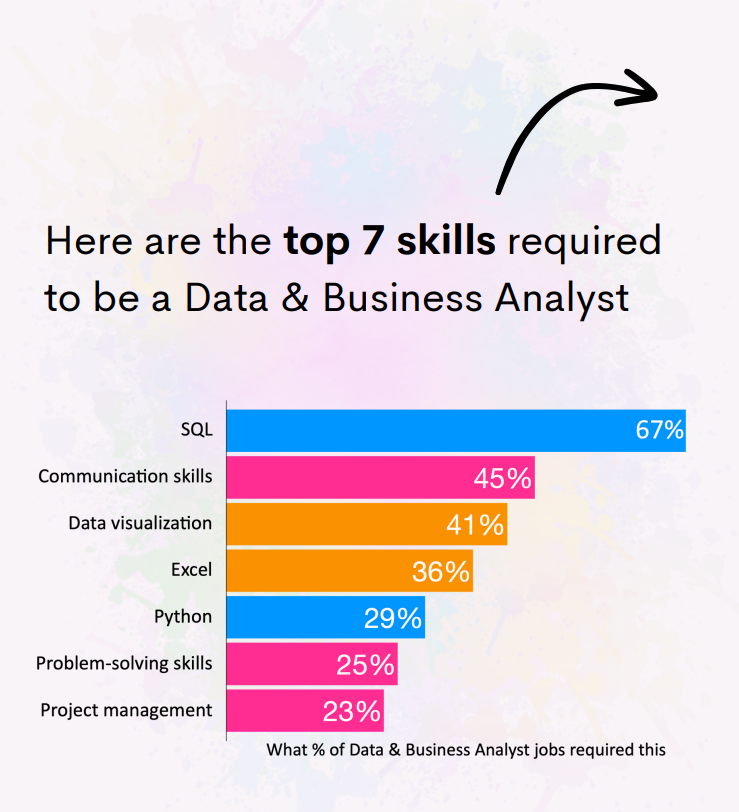 Here are the top 7 skills required
to be a Data & Business Analyst
SQL 67%
Communication skills 45%
Data visualization 41%
Excel 36%
Python 29%
Problem-solving skills 25%
Project management 23%
What % of Data & Business Analyst jobs required this